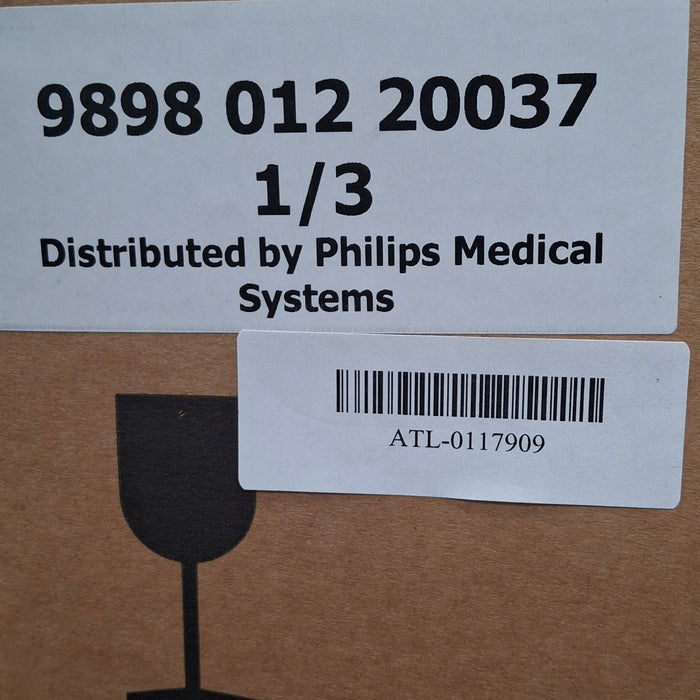 9898 012 20037
1/3
Distributed by Philips Medical
Systems
ATL-0117909